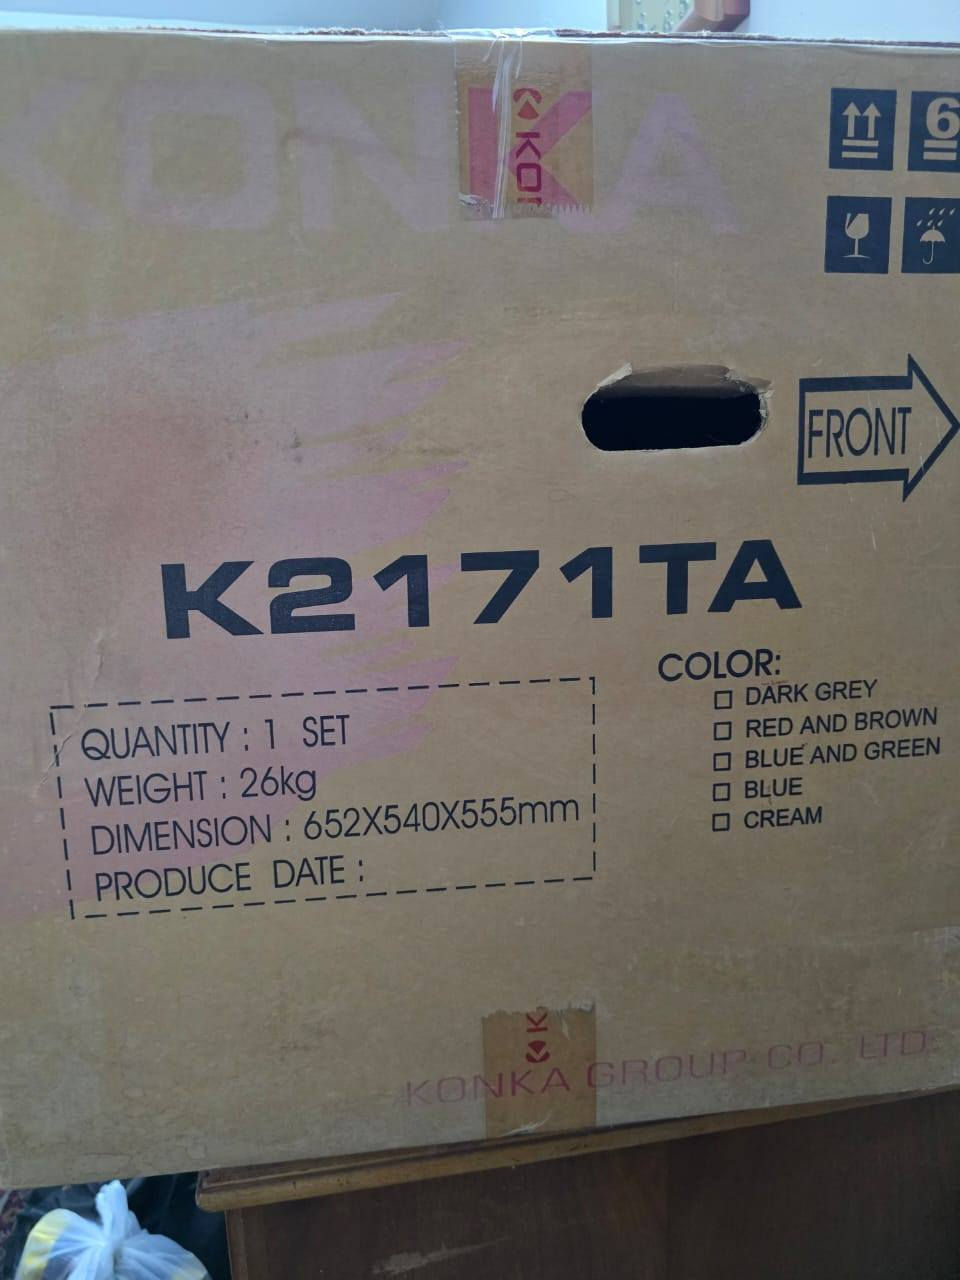 KONKA
KON
6
FRONT
K2171TA
COLOR:
DARK GREY
RED AND BROWN
BLUE AND GREEN
BLUE
CREAM
QUANTITY : 1 SET
WEIGHT : 26kg
DIMENSION : 652X540X555mm
PRODUCE DATE :
K
KONKA GROUP CO. LTD.